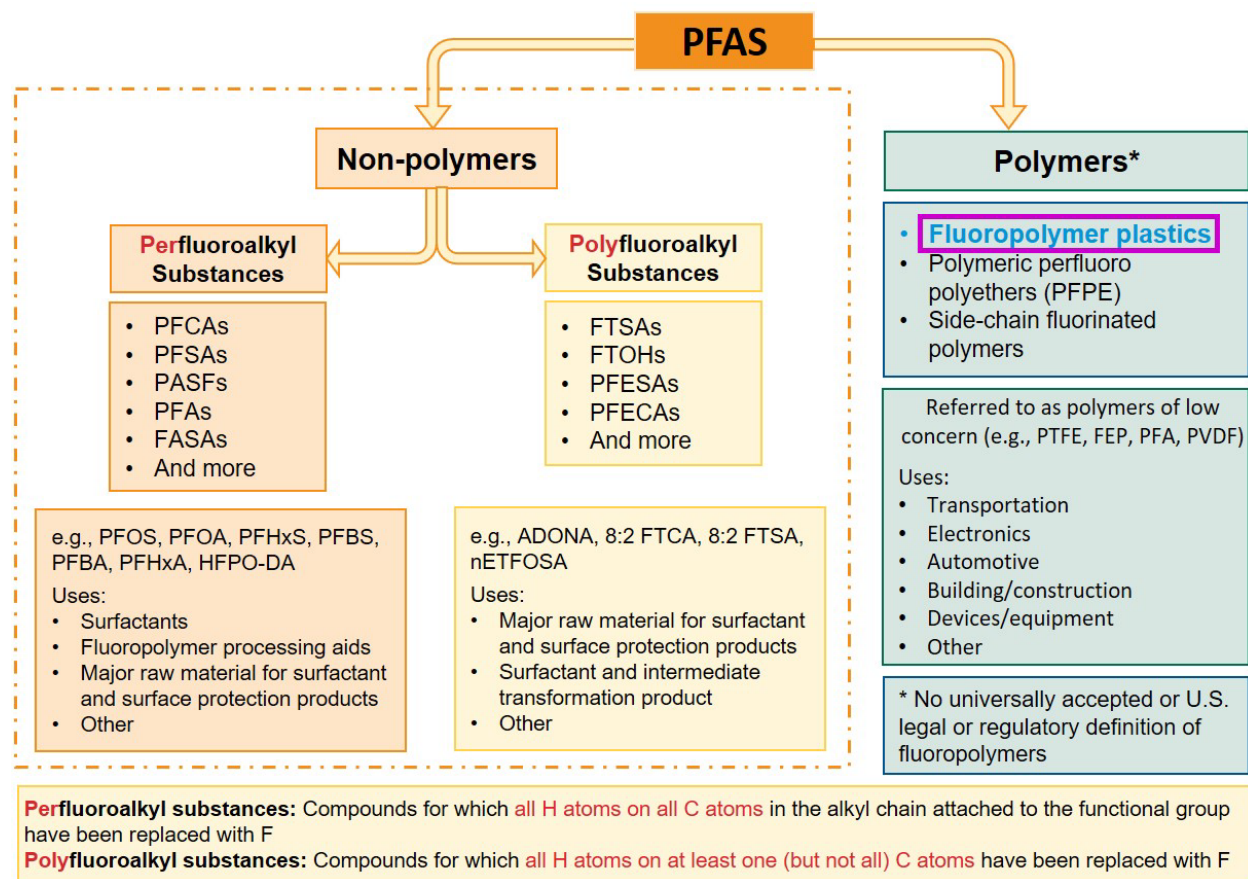 PFAS
Non-polymers
Perfluoroalkyl
Substances
• PFCAs
• PFSAs
• PASFs
• PFAs
• FASAs
• And more
e.g., PFOS, PFOA, PFHxS, PFBS,
PFBA, PFHxA, HFPO-DA
Uses:
• Surfactants
• Fluoropolymer processing aids
• Major raw material for surfactant
and surface protection products
• Other
Polyfluoroalkyl
Substances
• FTSAs
• FTOHs
• PFESAs
• PFECAs
• And more
e.g., ADONA, 8:2 FTCA, 8:2 FTSA,
nETFOSA
Uses:
• Major raw material for surfactant
and surface protection products
• Surfactant and intermediate
transformation product
• Other
Polymers*
• Fluoropolymer plastics
• Polymeric perfluoro
polyethers (PFPE)
• Side-chain fluorinated
polymers
Referred to as polymers of low
concern (e.g., PTFE, FEP, PFA, PVDF)
Uses:
• Transportation
• Electronics
• Automotive
• Building/construction
• Devices/equipment
• Other
* No universally accepted or U.S.
legal or regulatory definition of
fluoropolymers
Perfluoroalkyl substances: Compounds for which all H atoms on all C atoms in the alkyl chain attached to the functional group
have been replaced with F
Polyfluoroalkyl substances: Compounds for which all H atoms on at least one (but not all) C atoms have been replaced with F